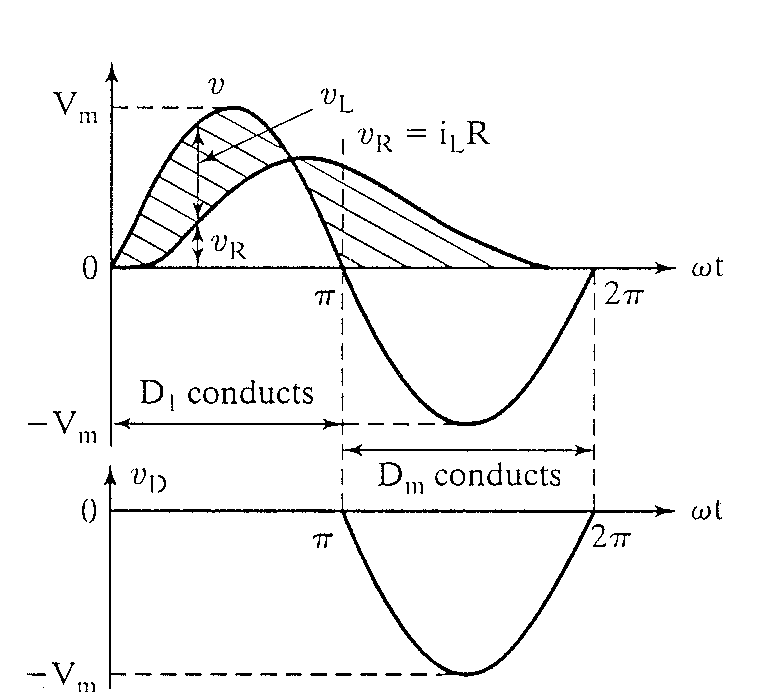 v
v_L
V_m
v_R = i_L R
v_R
0
ωt
π
2π
D_1 conducts
−V_m
D_m conducts
v_D
0
ωt
π
2π
−V_m